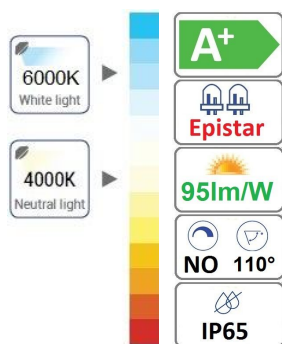 6000K
White light
4000K
Neutral light
A+
Epistar
95lm/W
NO 110°
IP65